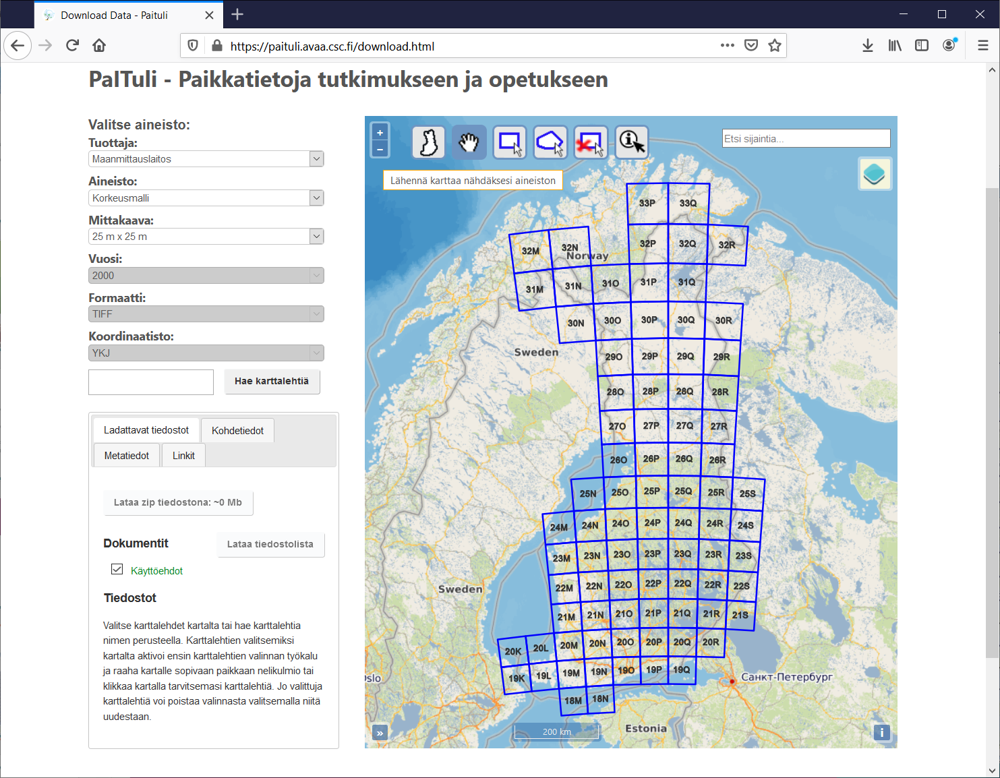 Download Data - Paituli
https://paituli.avaa.csc.fi/download.html
PaITuli - Paikkatietoja tutkimukseen ja opetukseen
Valitse aineisto:
Tuottaja:
Maanmittauslaitos
Aineisto:
Korkeusmalli
Mittakaava:
25 m x 25 m
Vuosi:
2000
Formaatti:
TIFF
Koordinaatisto:
YKJ
Hae karttalehtiä
Ladattavat tiedostot
Kohdetiedot
Metatiedot
Linkit
Lataa zip tiedostona: ~0 Mb
Dokumentit
Lataa tiedostolista
Käyttöehdot
Tiedostot
Valitse karttalehdet kartalta tai hae karttalehtia
nimen perusteella. Karttalehtien valitsemiksi
kartalta aktivoi ensin karttalehtien valinnan työkalu
ja raaha kartalle sopivaan paikkaan nelikulmio tai
klikkaa kartalla tarvitsemasi karttalehtiä. Jo valittuja
karttalehtiä voi poistaa valinnasta valitsemalla niitä
uudestaan.
+
−
Etsi sijaintia...
Lähennä karttaa nähdäksesi aineiston
33P 33Q
32M 32N 32P 32Q 32R
Norway
31M 31N 31O 31P 31Q
30N 30O 30P 30Q 30R
Sweden
29O 29P 29Q 29R
28O 28P 28Q 28R
27O 27P 27Q 27R
26O 26P 26Q 26R
25N 25O 25P 25Q 25R 25S
24M 24N 24O 24P 24Q 24R 24S
23M 23N 23O 23P 23Q 23R 23S
22M 22N 22O 22P 22Q 22R 22S
Sweden
21M 21N 21O 21P 21Q 21R 21S
20K 20L 20M 20N 20O 20P 20Q 20R
19K 19L 19M 19N 19O 19P 19Q
Oslo
Санкт-Петербург
18M 18N
Estonia
»
200 km
i